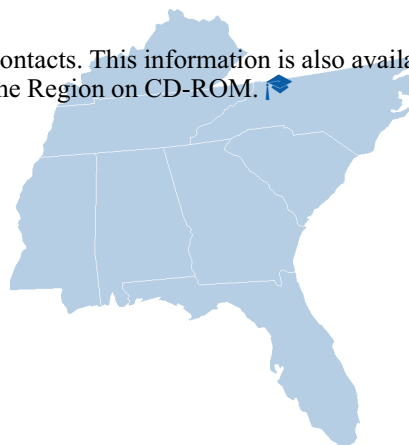 ontacts. This information is also availa
he Region on CD-ROM.